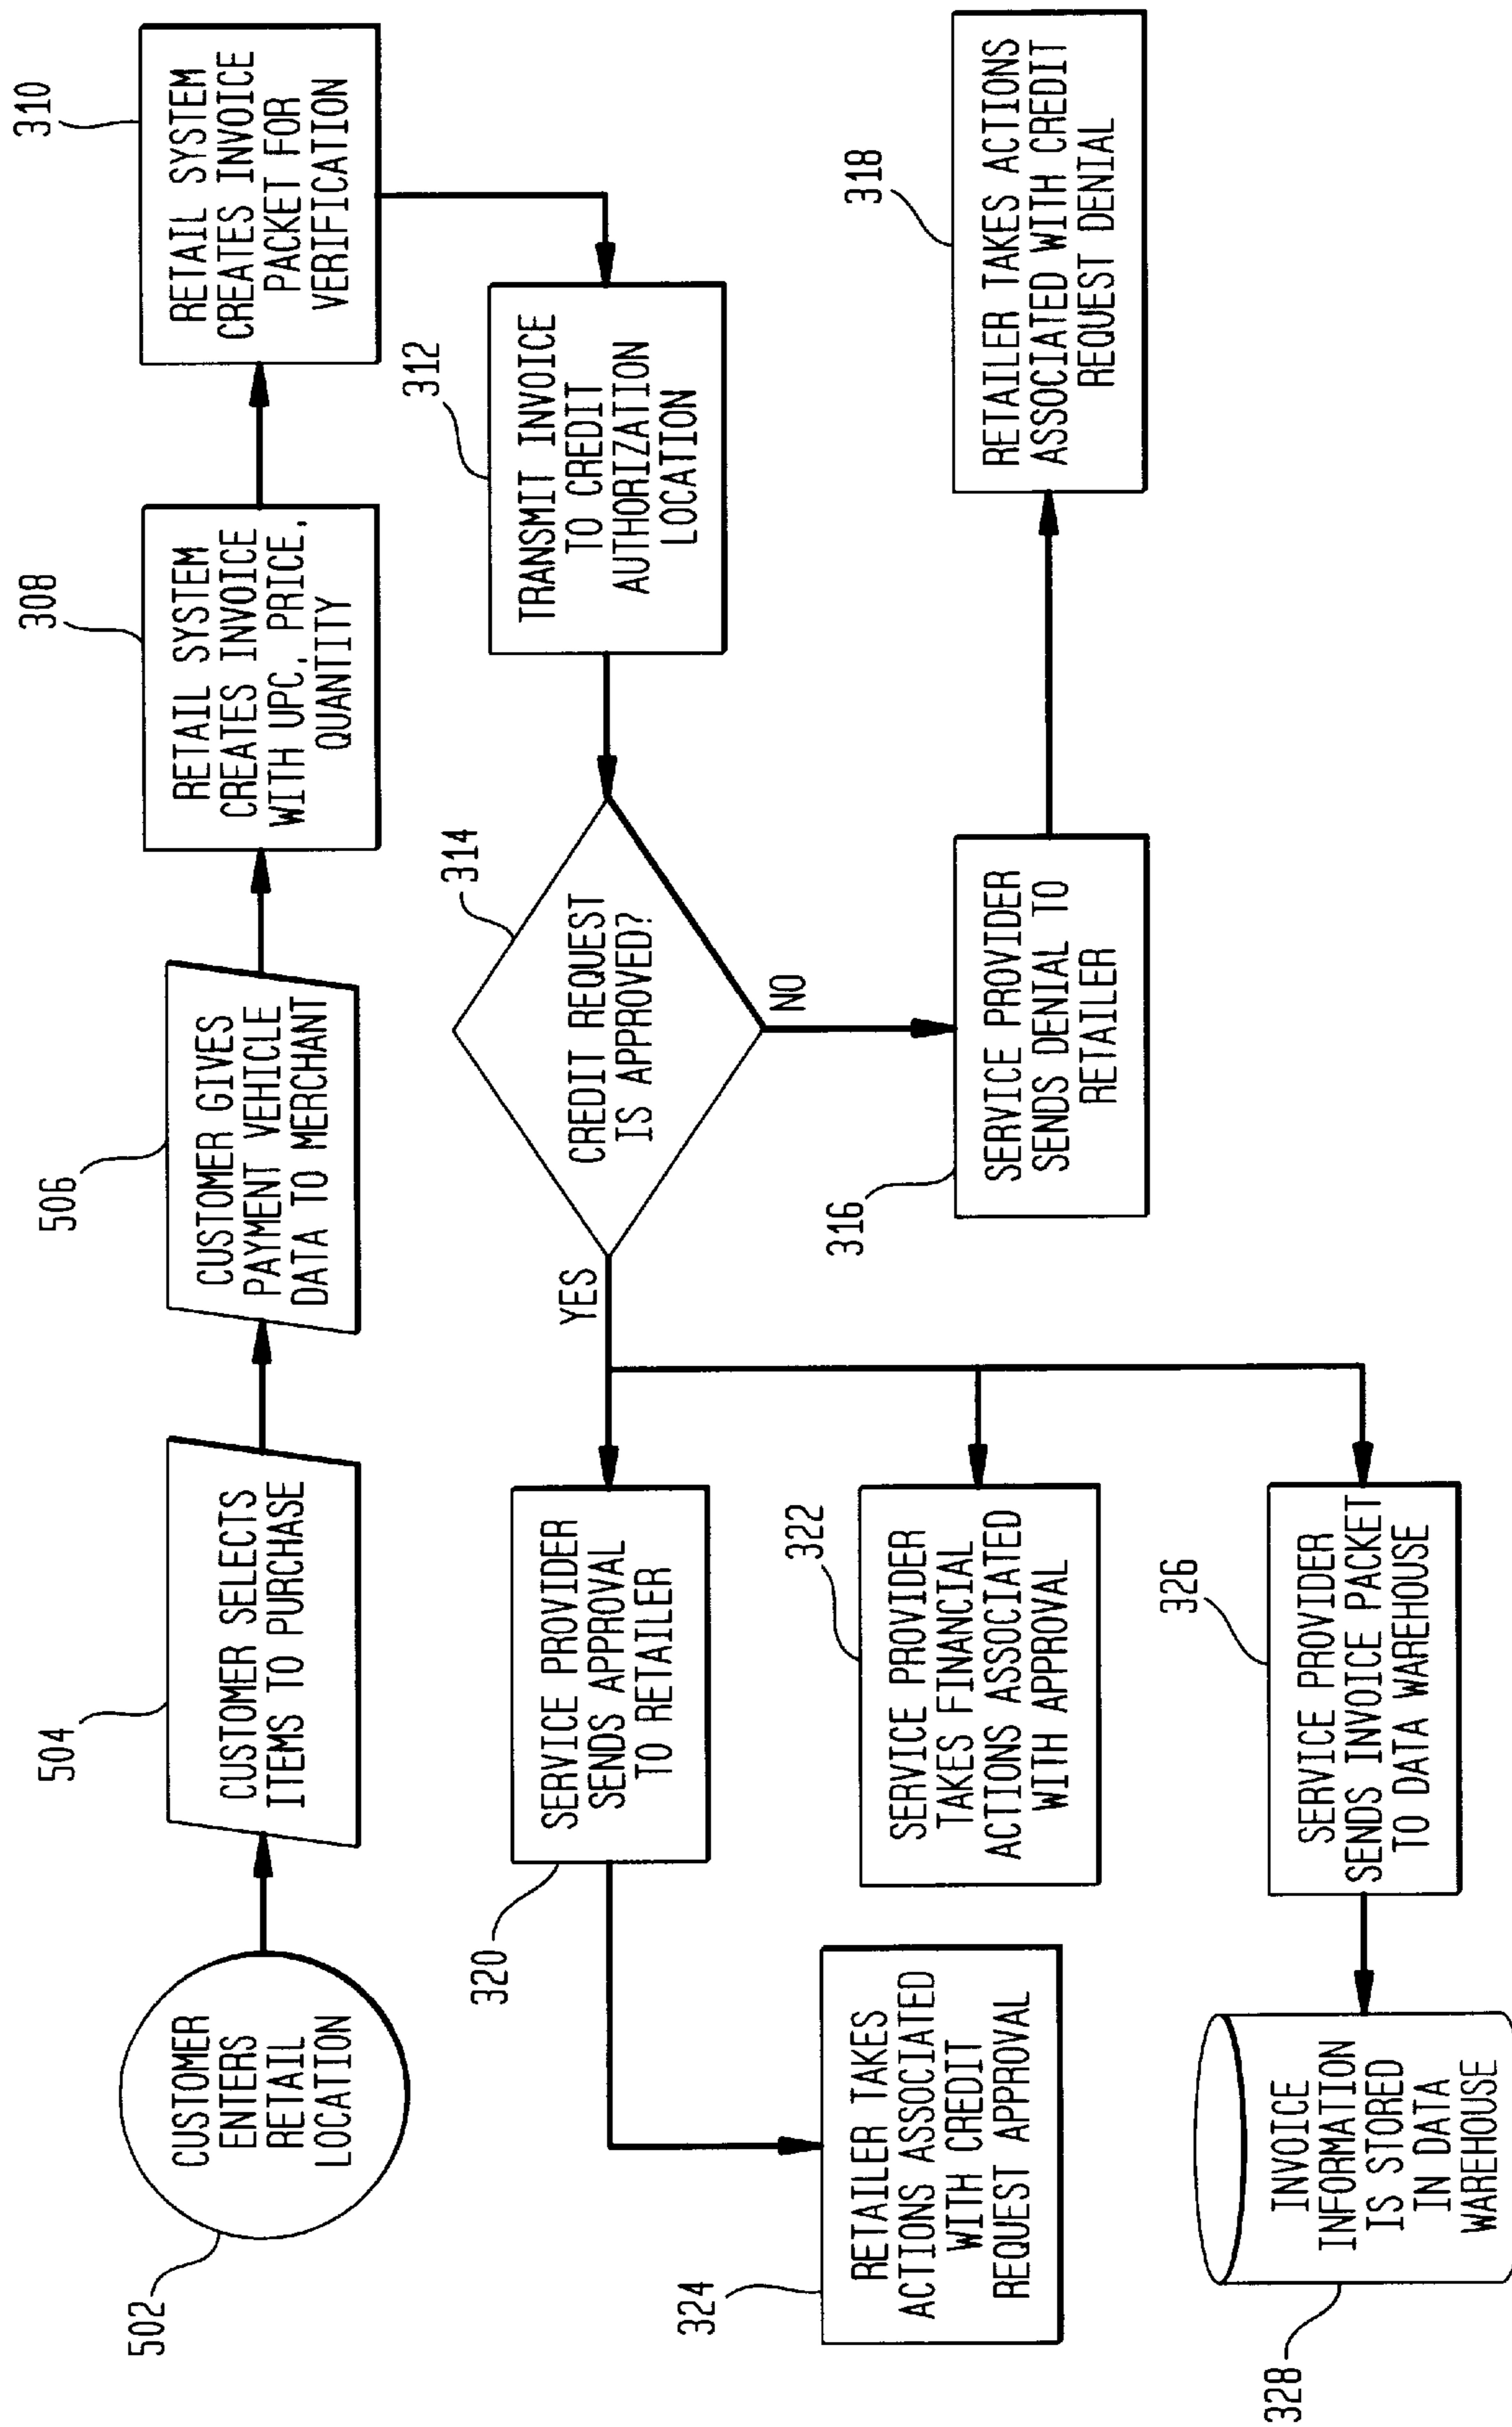 502
CUSTOMER
ENTERS
RETAIL
LOCATION
504
CUSTOMER SELECTS
ITEMS TO PURCHASE
506
CUSTOMER GIVES
PAYMENT VEHICLE
DATA TO MERCHANT
308
RETAIL SYSTEM
CREATES INVOICE
WITH UPC, PRICE,
QUANTITY
310
RETAIL SYSTEM
CREATES INVOICE
PACKET FOR
VERIFICATION
312
TRANSMIT INVOICE
TO CREDIT
AUTHORIZATION
LOCATION
314
CREDIT REQUEST
IS APPROVED?
YES
NO
316
SERVICE PROVIDER
SENDS DENIAL TO
RETAILER
318
RETAILER TAKES ACTIONS
ASSOCIATED WITH CREDIT
REQUEST DENIAL
320
SERVICE PROVIDER
SENDS APPROVAL
TO RETAILER
322
SERVICE PROVIDER
TAKES FINANCIAL
ACTIONS ASSOCIATED
WITH APPROVAL
324
RETAILER TAKES
ACTIONS ASSOCIATED
WITH CREDIT
REQUEST APPROVAL
326
SERVICE PROVIDER
SENDS INVOICE PACKET
TO DATA WAREHOUSE
328
INVOICE
INFORMATION
IS STORED
IN DATA
WAREHOUSE